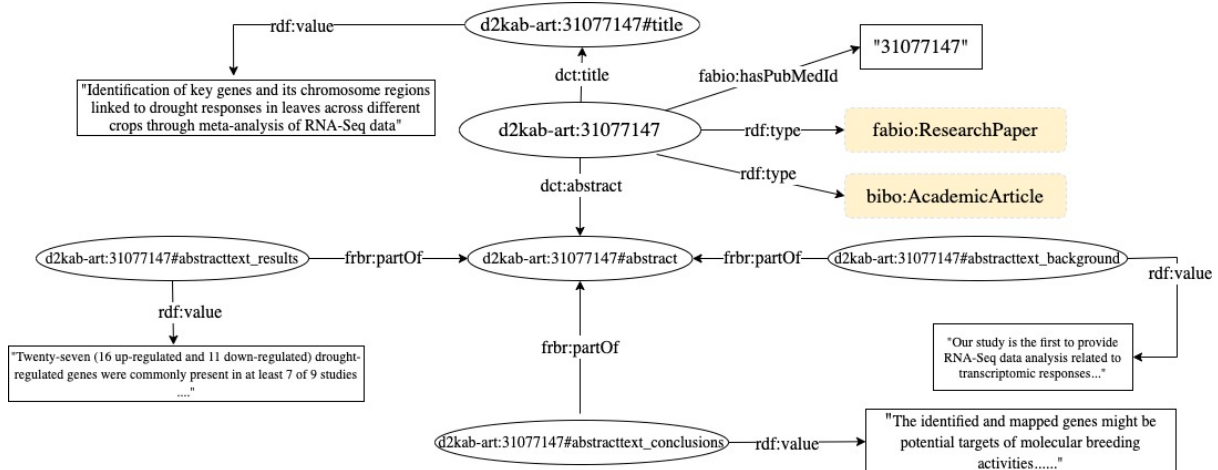 d2kab-art:31077147#title
rdf:value
"31077147"
dct:title
fabio:hasPubMedId
"Identification of key genes and its chromosome regions
linked to drought responses in leaves across different
crops through meta-analysis of RNA-Seq data"
d2kab-art:31077147
rdf:type
fabio:ResearchPaper
rdf:type
dct:abstract
bibo:AcademicArticle
d2kab-art:31077147#abstracttext_results
frbr:partOf
d2kab-art:31077147#abstract
frbr:partOf
d2kab-art:31077147#abstracttext_background
rdf:value
rdf:value
"Twenty-seven (16 up-regulated and 11 down-regulated) drought-
regulated genes were commonly present in at least 7 of 9 studies
...."
frbr:partOf
"Our study is the first to provide
RNA-Seq data analysis related to
transcriptomic responses..."
d2kab-art:31077147#abstracttext_conclusions
rdf:value
"The identified and mapped genes might be
potential targets of molecular breeding
activities......"